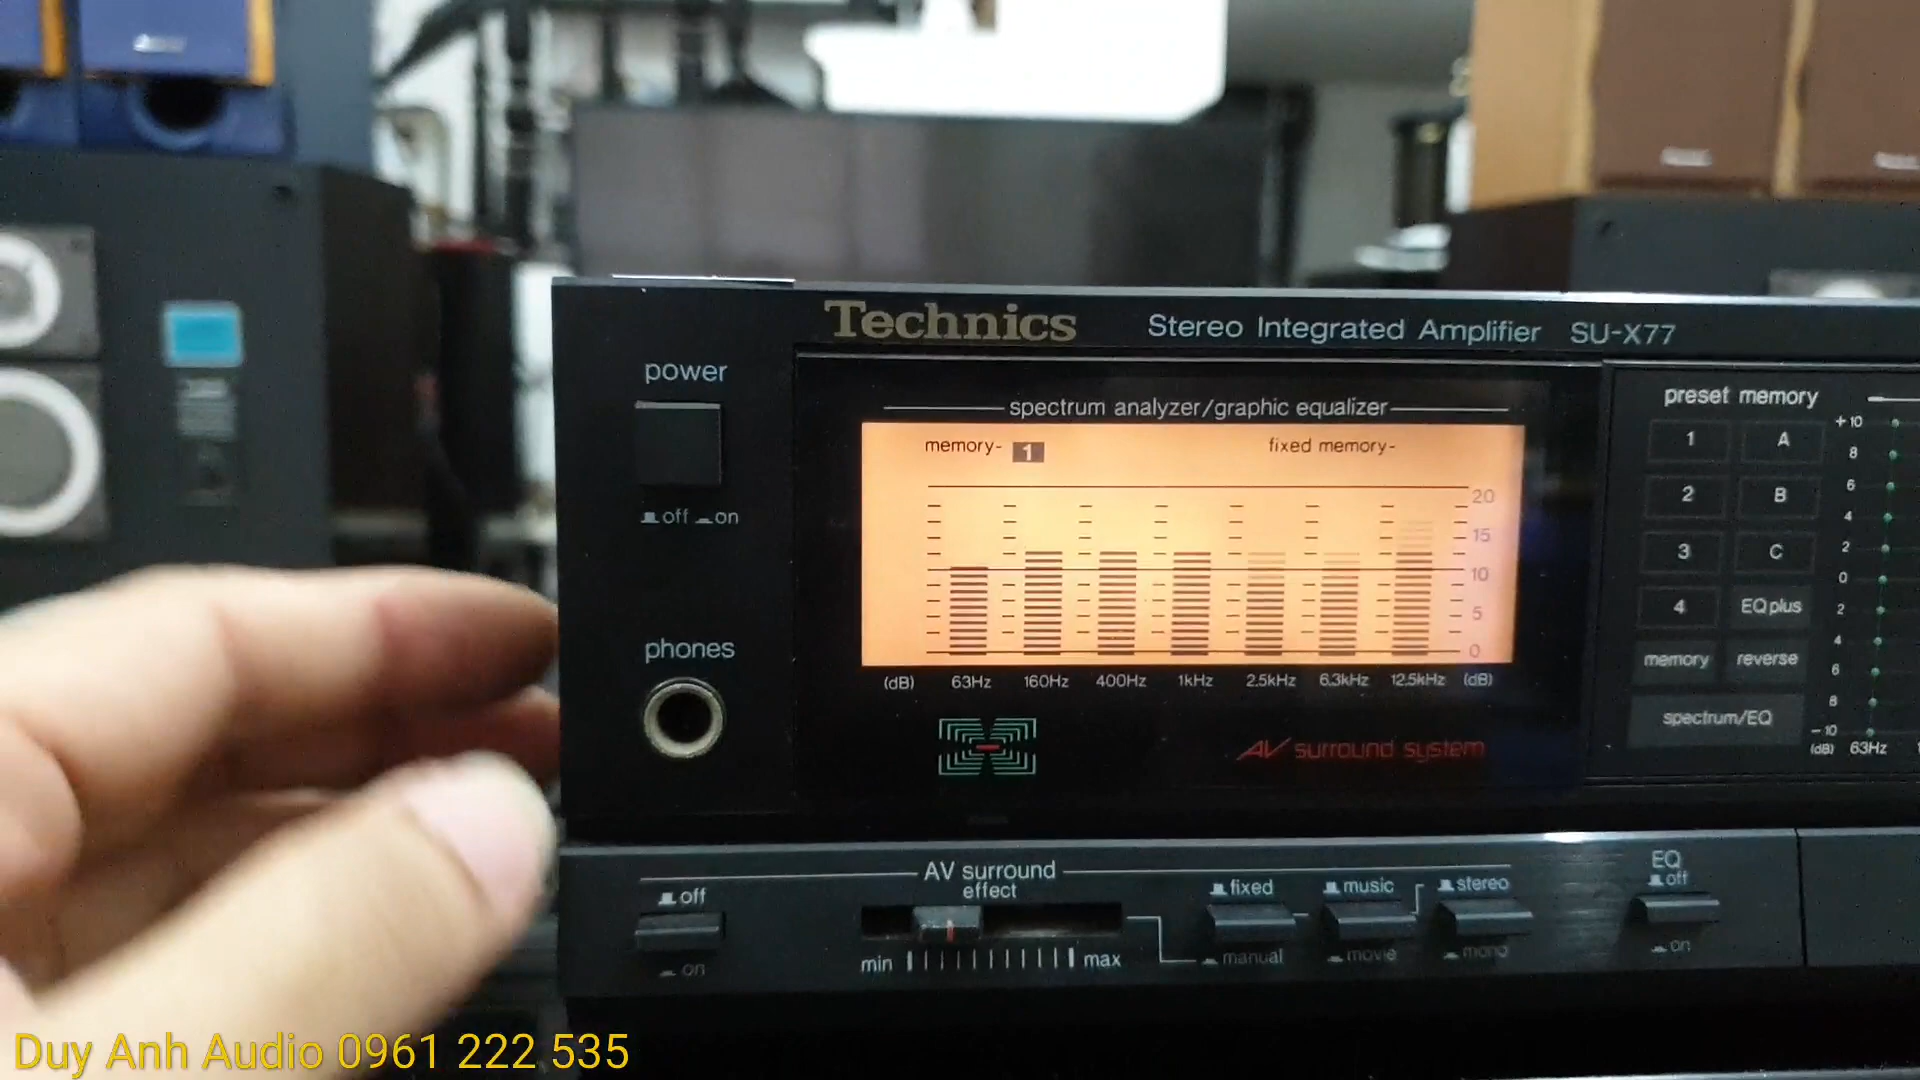 Technics Stereo Integrated Amplifier SU-X77
power
off on
phones
spectrum analyzer/graphic equalizer
memory- 1 fixed memory-
20
15
10
5
0
(dB) 63Hz 160Hz 400Hz 1kHz 2.5kHz 6.3kHz 12.5kHz (dB)
AV surround system
preset memory
1 A
2 B
3 C
4 EQ plus
memory reverse
spectrum/EQ
+10
8
6
4
2
0
2
4
6
8
-10
(dB) 63Hz
AV surround
effect
off
on
min max
fixed
manual
music
movie
stereo
mono
EQ
off
on
Duy Anh Audio 0961 222 535